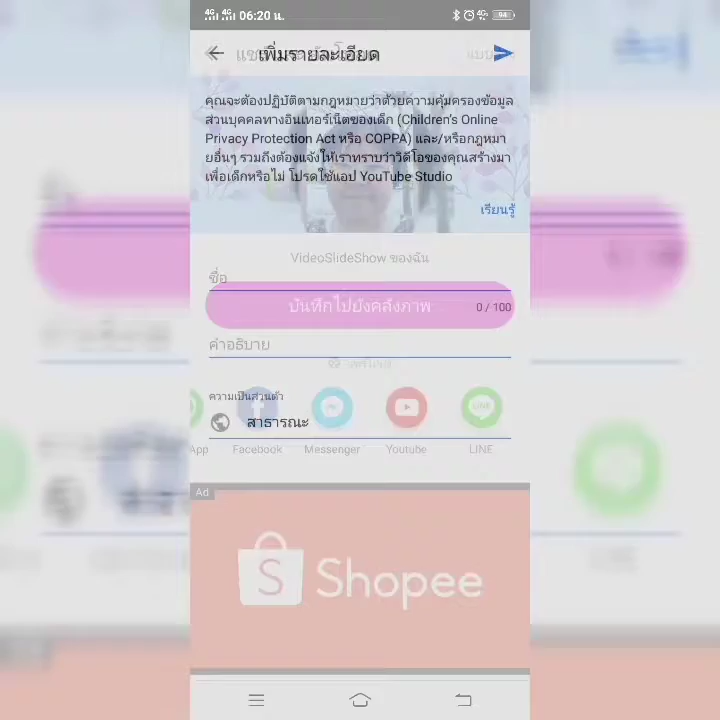 4G 4G 06:20 น. 4G 94
เพิ่มรายละเอียด
คุณจะต้องปฏิบัติตามกฎหมายว่าด้วยความคุ้มครองข้อมูล
ส่วนบุคคลทางอินเทอร์เน็ตของเด็ก (Children's Online
Privacy Protection Act หรือ COPPA) และ/หรือกฎหมา
ยอื่นๆ รวมถึงต้องแจ้งให้เราทราบว่าวิดีโอของคุณสร้างมา
เพื่อเด็กหรือไม่ โปรดใช้แอป YouTube Studio
เรียนรู้
VideoSlideShow ของฉัน
ชื่อ
บันทึกไปยังคลังภาพ 0 / 100
คำอธิบาย
ความเป็นส่วนตัว
สาธารณะ
LINE
App Facebook Messenger Youtube LINE
Ad
S Shopee